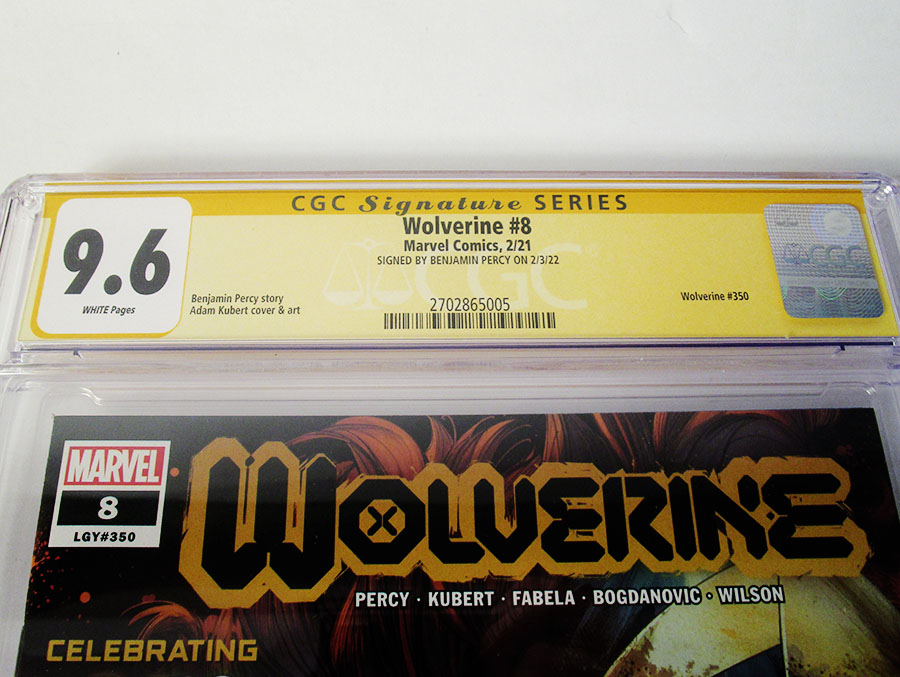 CGC Signature SERIES
Wolverine #8
Marvel Comics, 2/21
SIGNED BY BENJAMIN PERCY ON 2/3/22
9.6
WHITE Pages
Benjamin Percy story
Adam Kubert cover & art
CGC
2702865005
Wolverine #350
CGC
MARVEL
8
LGY#350
WOLVERINE
PERCY · KUBERT · FABELA · BOGDANOVIC · WILSON
CELEBRATING